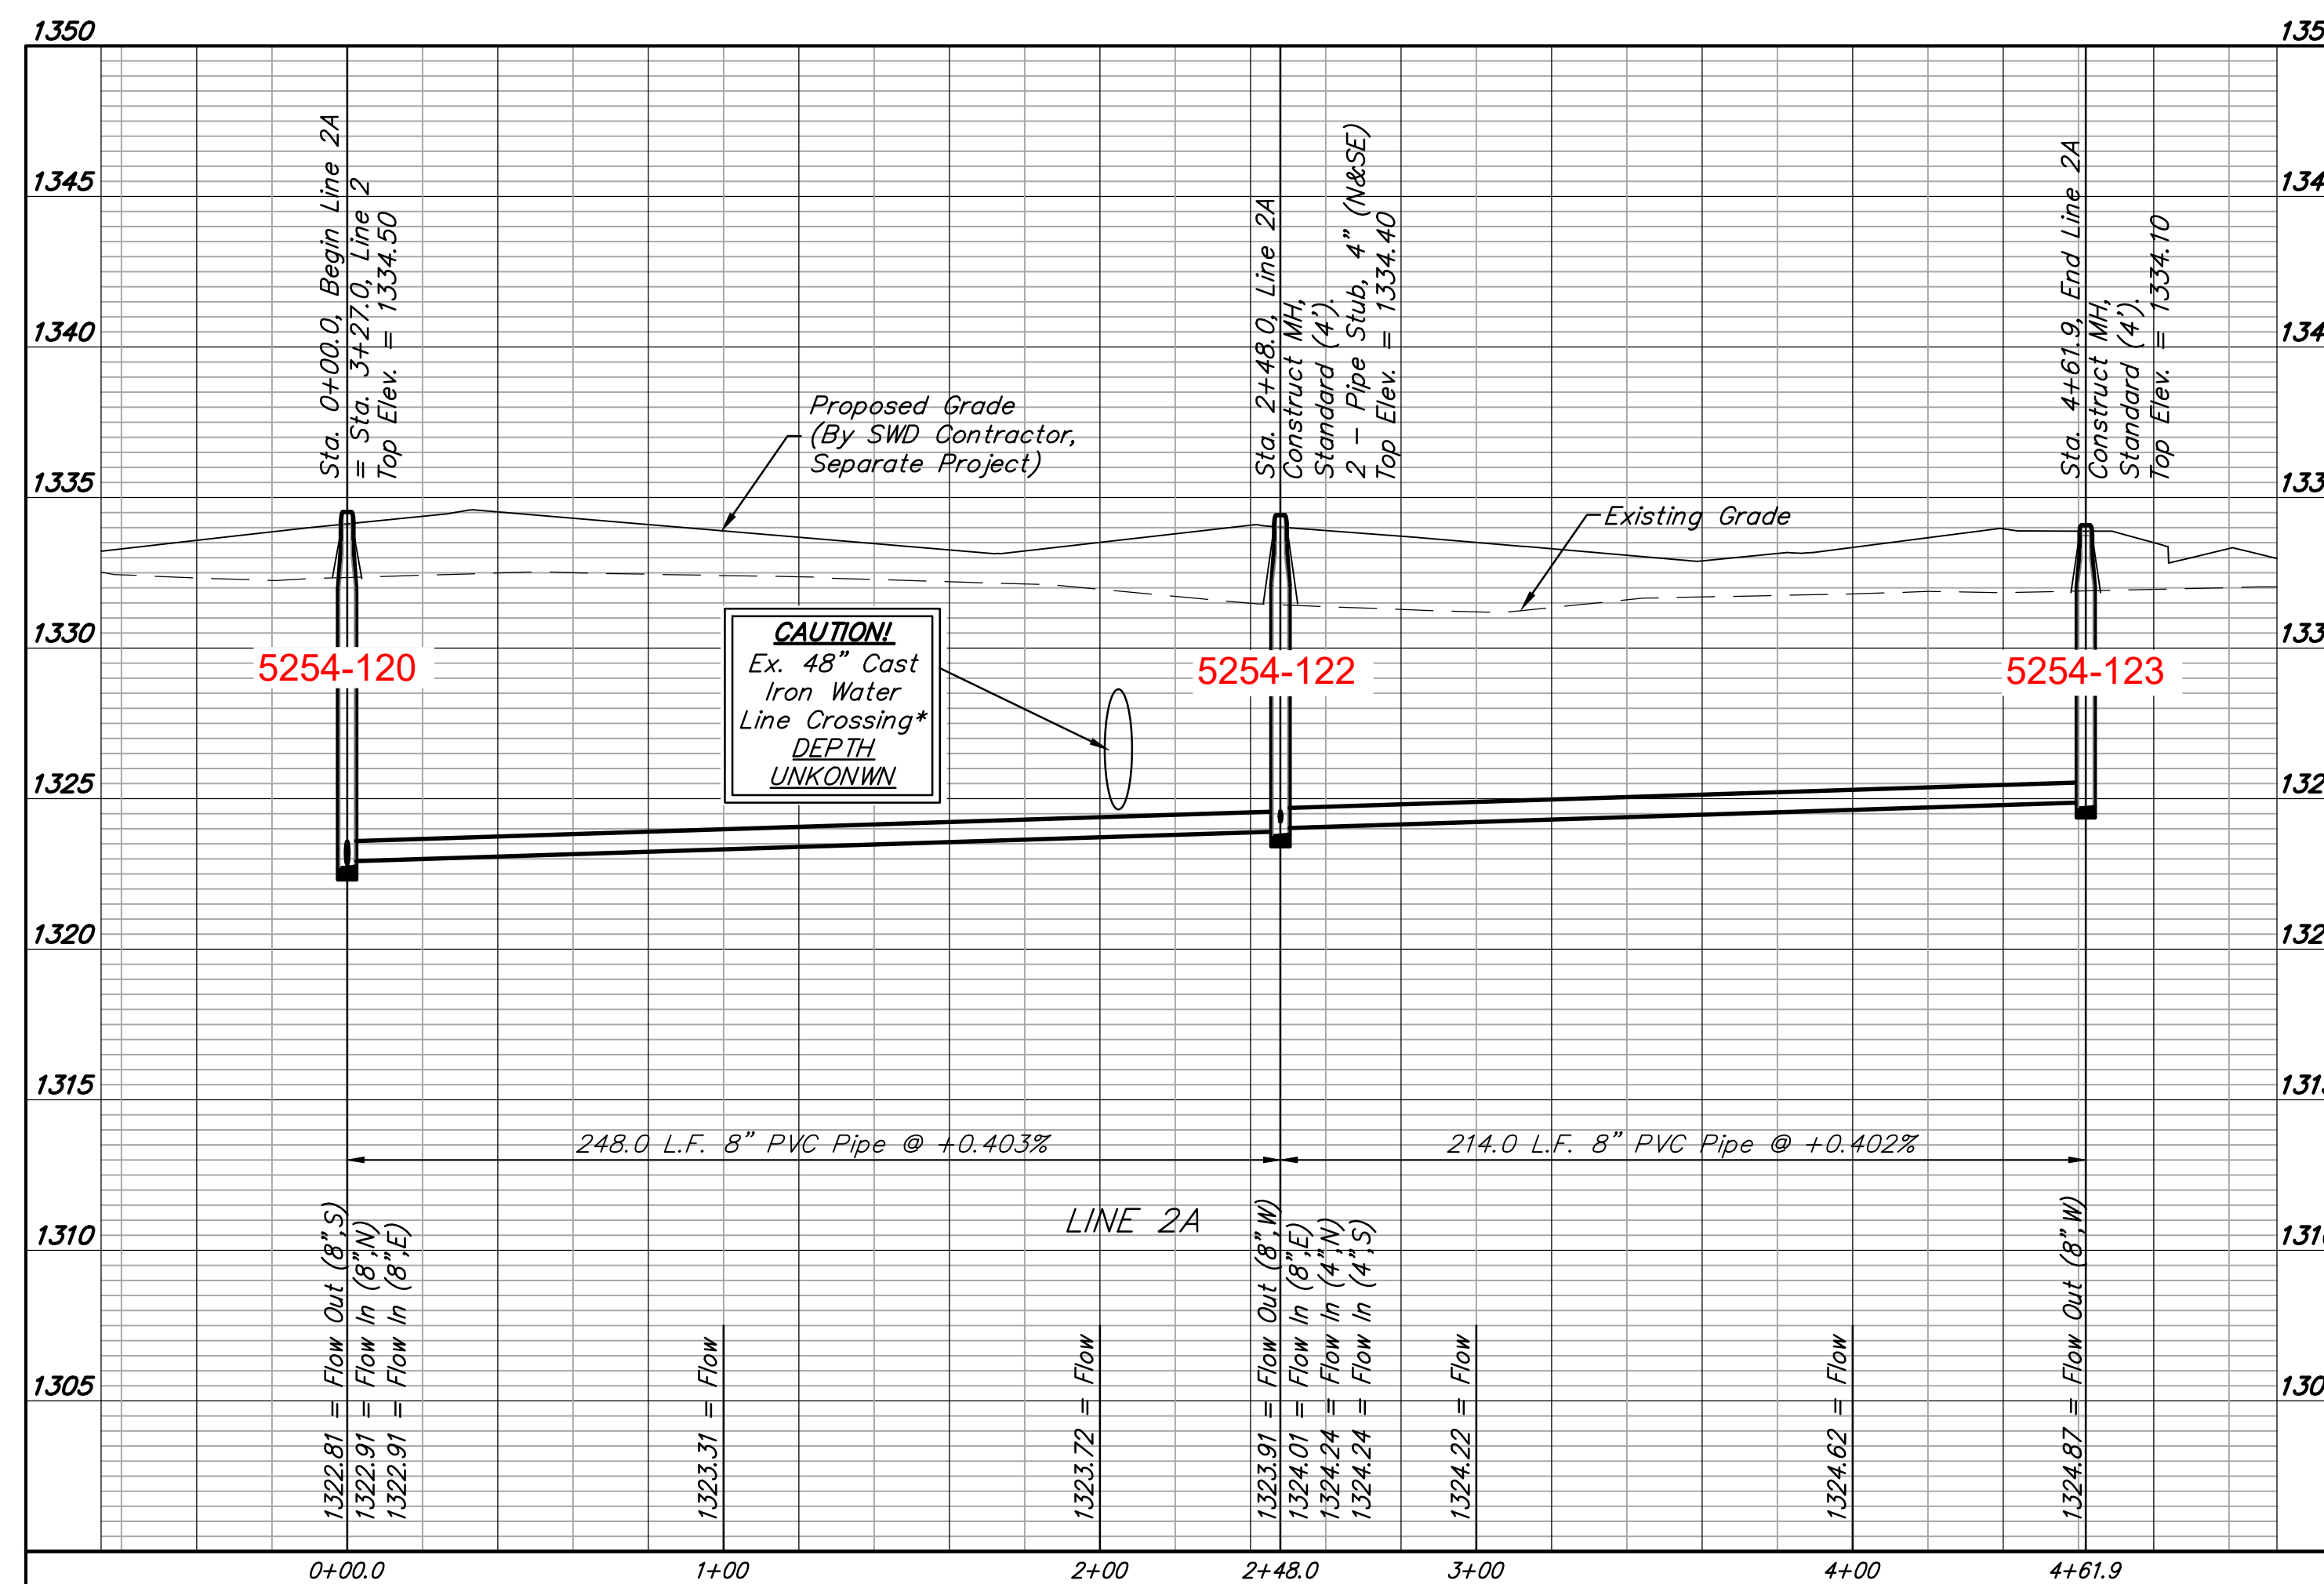 1350
1345
1340
1335
1330
1325
1320
1315
1310
1305
135
134
134
133
133
132
132
131
130
Sta. 0+00.0, Begin Line 2A
= Sta. 3+27.0, Line 2
Top Elev. = 1334.50
Sta. 2+48.0, Line 2A
Construct MH,
Standard (4').
2 - Pipe Stub, 4" (N&SE)
Top Elev. = 1334.40
Sta. 4+61.9, End Line 2A
Construct MH,
Standard (4').
Top Elev. = 1334.10
Proposed Grade
(By SWD Contractor,
Separate Project)
Existing Grade
CAUTION!
Ex. 48" Cast
Iron Water
Line Crossing*
DEPTH
UNKONWN
5254-120
5254-122
5254-123
248.0 L.F. 8" PVC Pipe @ +0.403%
214.0 L.F. 8" PVC Pipe @ +0.402%
LINE 2A
1322.81 = Flow Out (8",S)
1322.91 = Flow In (8",N)
1322.91 = Flow In (8",E)
1323.31 = Flow
1323.72 = Flow
1323.91 = Flow Out (8",W)
1324.01 = Flow In (8",E)
1324.24 = Flow In (4",N)
1324.24 = Flow In (4",S)
1324.22 = Flow
1324.62 = Flow
1324.87 = Flow Out (8",W)
0+00.0
1+00
2+00
2+48.0
3+00
4+00
4+61.9